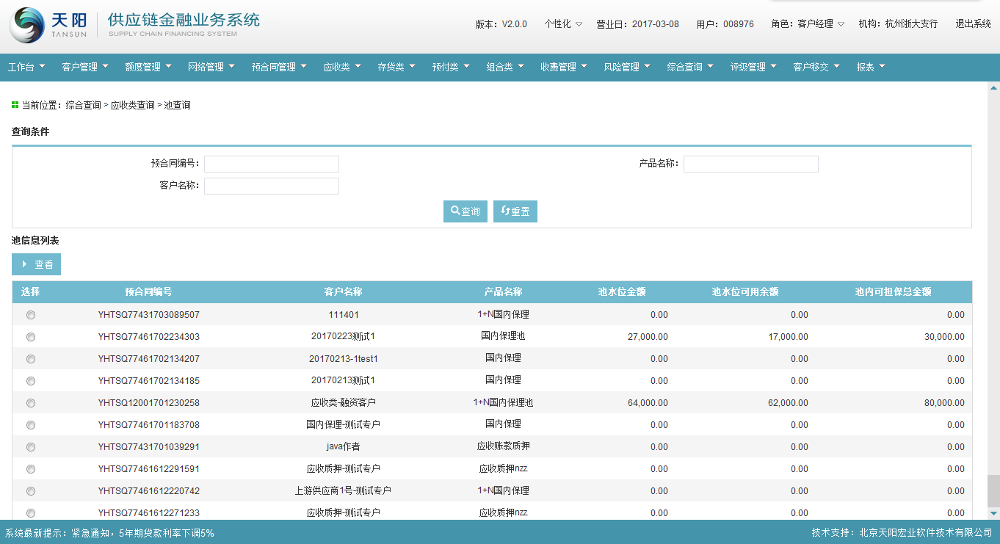 天阳 TANSUN 供应链金融业务系统 SUPPLY CHAIN FINANCING SYSTEM
版本：V2.0.0 个性化 营业日：2017-03-08 用户：008976 角色：客户经理 机构：杭州浙大支行 退出系统
工作台 客户管理 额度管理 网络管理 预合同管理 应收类 存货类 预付类 组合类 收费管理 风险管理 综合查询 评级管理 客户移交 报表
当前位置：综合查询 > 应收类查询 > 池查询
查询条件
预合同编号： 产品名称：
客户名称：
查询 重置
池信息列表
查看
选择 预合同编号 客户名称 产品名称 池水位金额 池水位可用余额 池内可担保总金额
YHTSQ77431703089507 111401 1+N国内保理 0.00 0.00 0.00
YHTSQ77461702234303 20170223测试1 国内保理池 27,000.00 17,000.00 30,000.00
YHTSQ77461702134207 20170213-1test1 国内保理 0.00 0.00 0.00
YHTSQ77461702134185 20170213测试1 国内保理 0.00 0.00 0.00
YHTSQ12001701230258 应收类-融资客户 1+N国内保理池 64,000.00 62,000.00 80,000.00
YHTSQ77461701183708 国内保理-测试专户 国内保理 0.00 0.00 0.00
YHTSQ77431701039291 java作者 应收账款质押 0.00 0.00 0.00
YHTSQ77461612291591 应收质押-测试专户 应收质押nzz 0.00 0.00 0.00
YHTSQ77461612220742 上游供应商1号-测试专户 1+N国内保理 0.00 0.00 0.00
YHTSQ77461612271233 应收质押-测试专户 应收质押nzz 0.00 0.00 0.00
系统最新提示：紧急通知，5年期贷款利率下调5% 技术支持：北京天阳宏业软件技术有限公司